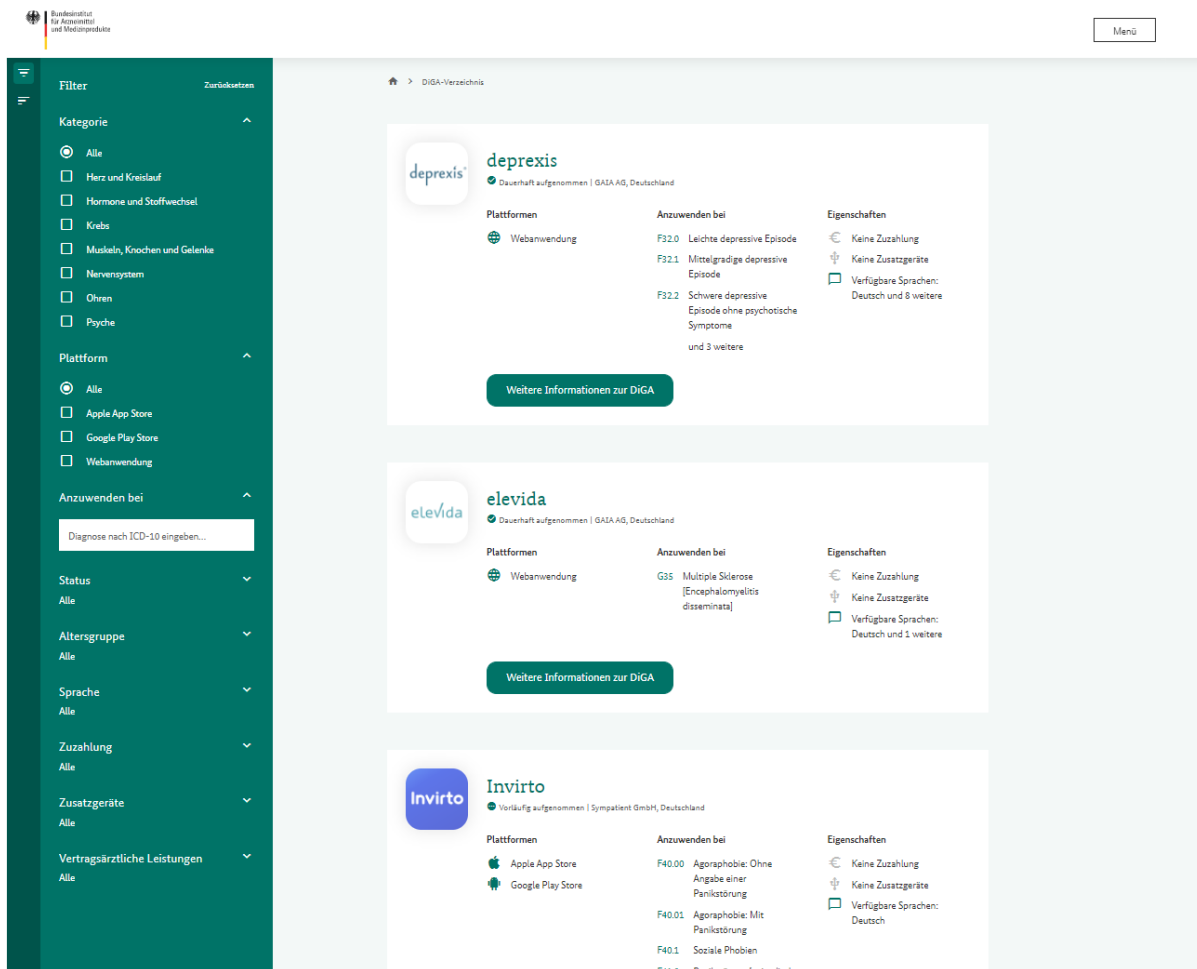 Bundesinstitut
für Arzneimittel
und Medizinprodukte
Menü
Filter
Zurücksetzen
Kategorie
Alle
Herz und Kreislauf
Hormone und Stoffwechsel
Krebs
Muskeln, Knochen und Gelenke
Nervensystem
Ohren
Psyche
Plattform
Alle
Apple App Store
Google Play Store
Webanwendung
Anzuwenden bei
Diagnose nach ICD-10 eingeben...
Status
Alle
Altersgruppe
Alle
Sprache
Alle
Zuzahlung
Alle
Zusatzgeräte
Alle
Vertragsärztliche Leistungen
Alle
> DiGA-Verzeichnis
deprexis
deprexis
Dauerhaft aufgenommen | GAIA AG, Deutschland
Plattformen
Webanwendung
Anzuwenden bei
F32.0 Leichte depressive Episode
F32.1 Mittelgradige depressive
Episode
F32.2 Schwere depressive
Episode ohne psychotische
Symptome
und 3 weitere
Eigenschaften
Keine Zuzahlung
Keine Zusatzgeräte
Verfügbare Sprachen:
Deutsch und 8 weitere
Weitere Informationen zur DiGA
elevida
elevida
Dauerhaft aufgenommen | GAIA AG, Deutschland
Plattformen
Webanwendung
Anzuwenden bei
G35 Multiple Sklerose
[Encephalomyelitis
disseminata]
Eigenschaften
Keine Zuzahlung
Keine Zusatzgeräte
Verfügbare Sprachen:
Deutsch und 1 weitere
Weitere Informationen zur DiGA
Invirto
Invirto
Vorläufig aufgenommen | Sympatient GmbH, Deutschland
Plattformen
Apple App Store
Google Play Store
Anzuwenden bei
F40.00 Agoraphobie: Ohne
Angabe einer
Panikstörung
F40.01 Agoraphobie: Mit
Panikstörung
F40.1 Soziale Phobien
Eigenschaften
Keine Zuzahlung
Keine Zusatzgeräte
Verfügbare Sprachen:
Deutsch